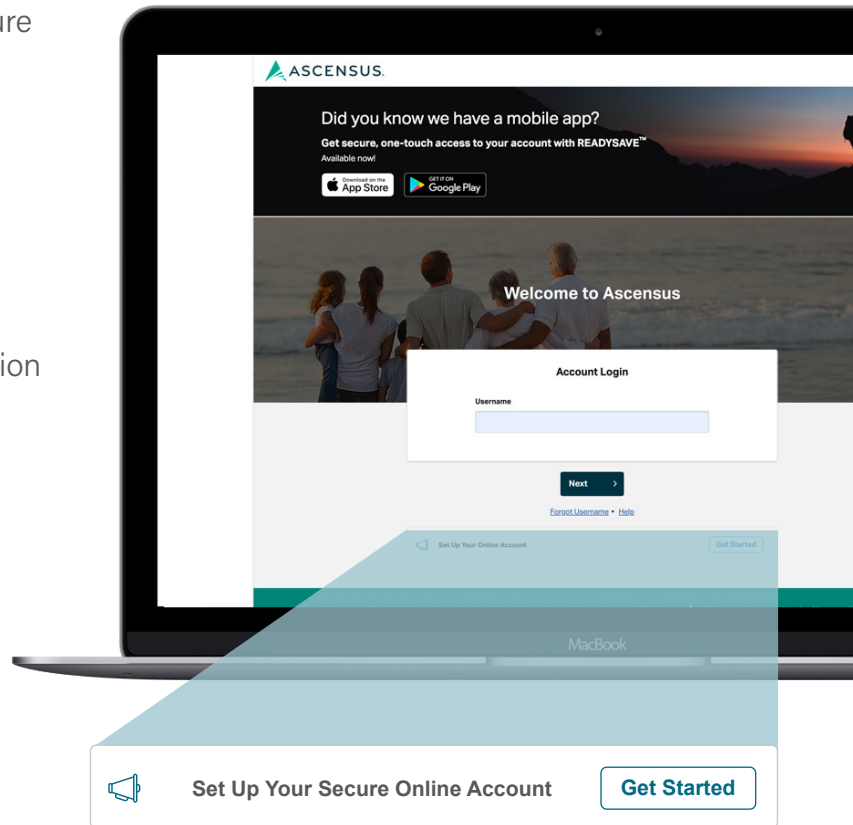 ure
tion
ASCENSUS.
Did you know we have a mobile app?
Get secure, one-touch access to your account with READYSAVE™
Available now!
Download on the
App Store
GET IT ON
Google Play
Welcome to Ascensus
Account Login
Username
Next >
Forgot Username • Help
Set Up Your Online Account
Get Started
MacBook
Set Up Your Secure Online Account
Get Started